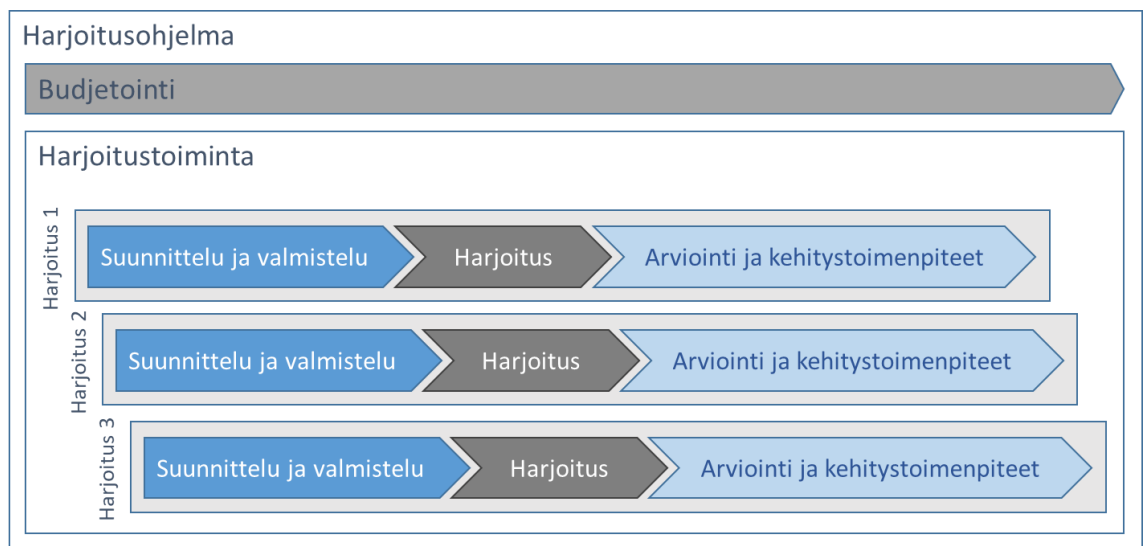 Harjoitusohjelma
Budjetointi
Harjoitustoiminta
Harjoitus 1
Suunnittelu ja valmistelu
Harjoitus
Arviointi ja kehitystoimenpiteet
Harjoitus 2
Suunnittelu ja valmistelu
Harjoitus
Arviointi ja kehitystoimenpiteet
Harjoitus 3
Suunnittelu ja valmistelu
Harjoitus
Arviointi ja kehitystoimenpiteet